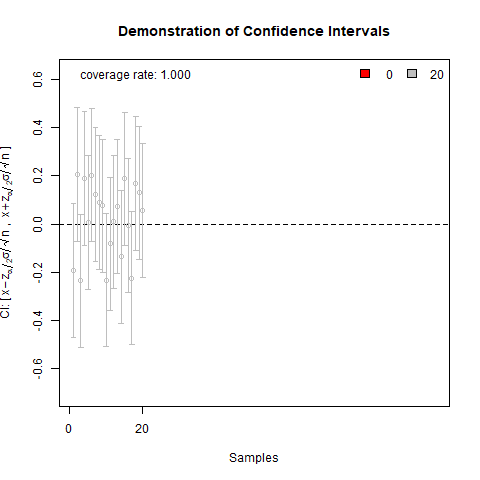 Demonstration of Confidence Intervals
coverage rate: 1.000
0
20
0.6
0.4
0.2
0.0
-0.2
-0.4
-0.6
CI: [ x−zα/2σ/√n , x+zα/2σ/√n ]
0
20
Samples